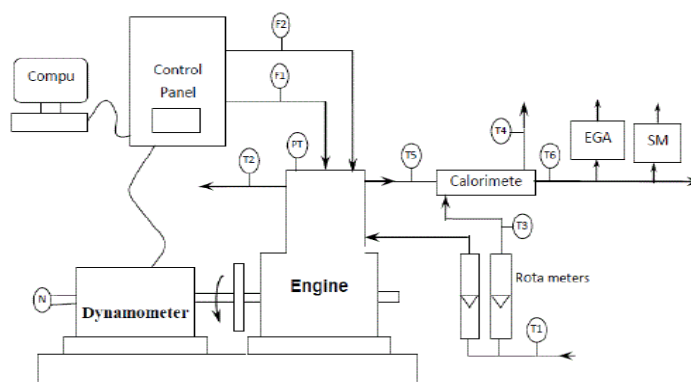 F2
Compu
Control
Panel
F1
T4
EGA
SM
T2
PT
T5
T6
Calorimete
T3
Engine
Rota meters
N
Dynamometer
T1